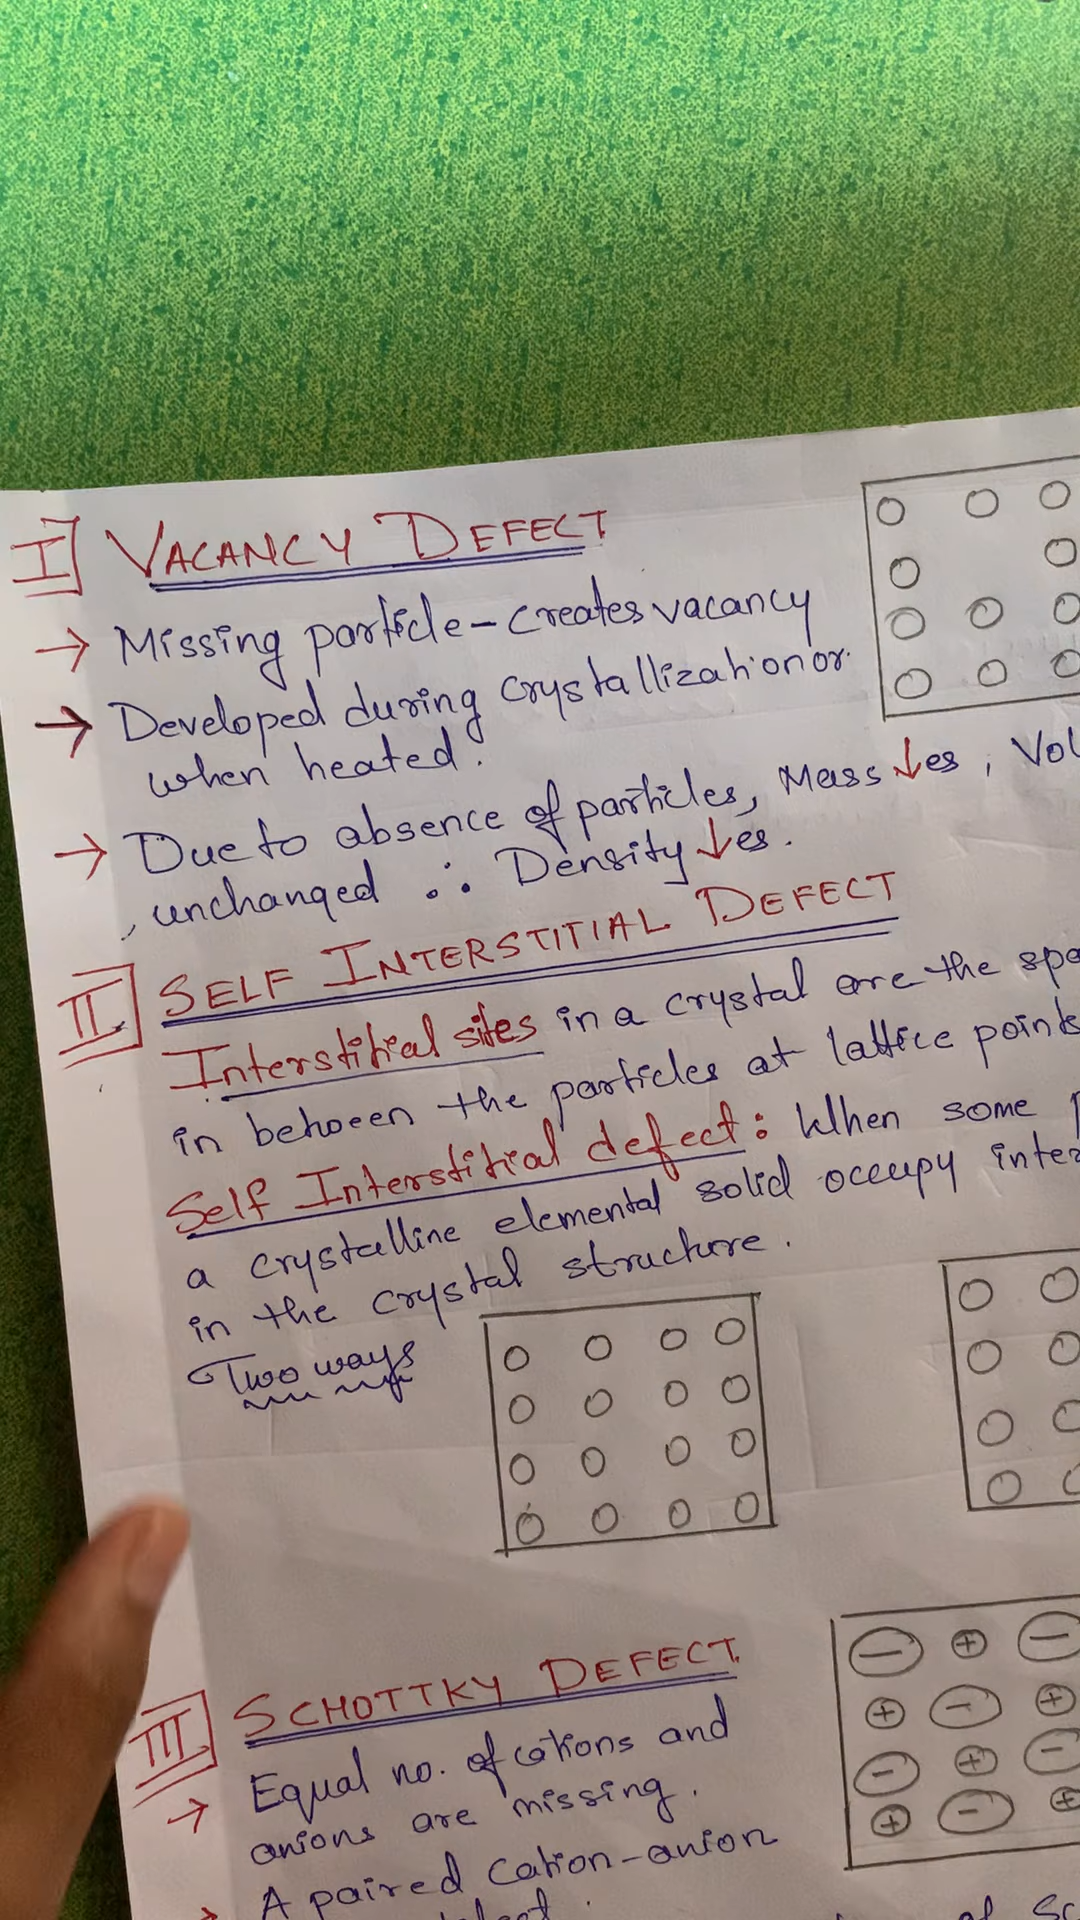 I VACANCY DEFECT
→ Missing particle - creates vacancy
→ Developed during crystallization or
when heated.
→ Due to absence of particles, Mass ↓es, Vol
unchanged ∴ Density ↓es.
II SELF INTERSTITIAL DEFECT
Interstitial sites in a crystal are the spa
in between the particles at lattice points
Self Interstitial defect: When some
a crystalline elemental solid occupy inter
in the crystal structure.
Two ways
III SCHOTTKY DEFECT
→ Equal no. of cations and
anions are missing.
A paired cation-anion